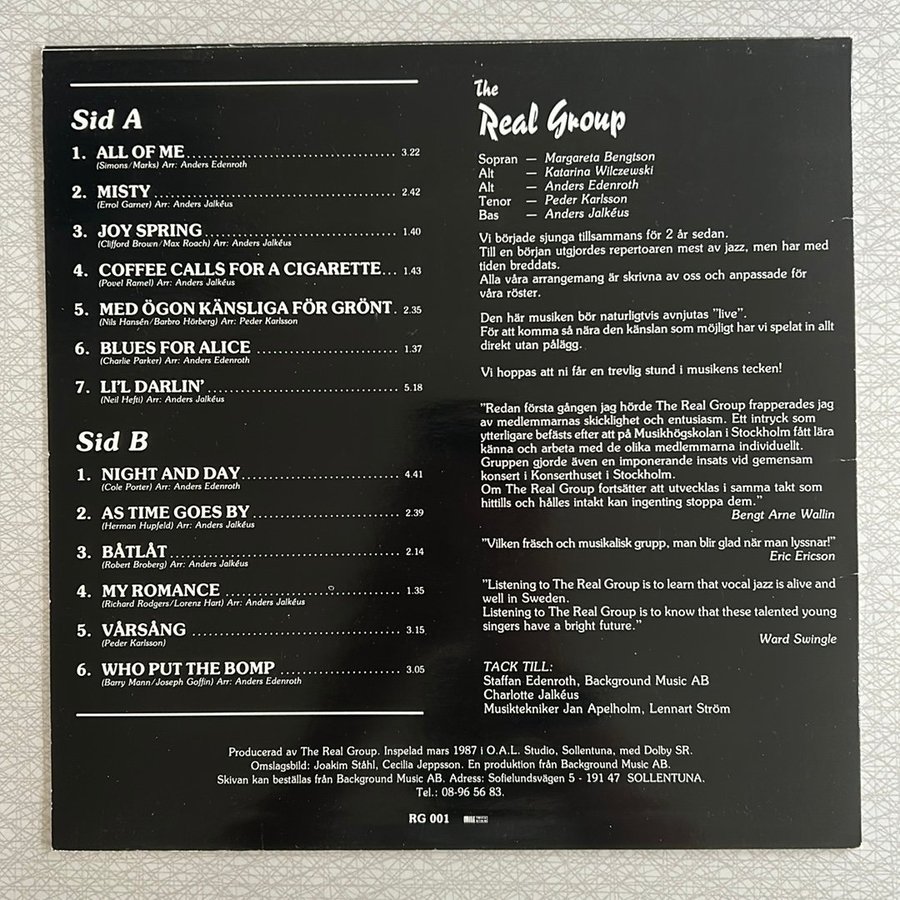 Sid A
1. ALL OF ME........................ 3.22
(Simons/Marks) Arr: Anders Edenroth
2. MISTY........................ 2.42
(Errol Garner) Arr: Anders Jalkéus
3. JOY SPRING........................ 1.40
(Clifford Brown/Max Roach) Arr: Anders Jalkéus
4. COFFEE CALLS FOR A CIGARETTE... 1.43
(Povel Ramel) Arr: Anders Jalkéus
5. MED ÖGON KÄNSLIGA FÖR GRÖNT. 2.35
(Nils Hansén/Barbro Hörberg) Arr: Peder Karlsson
6. BLUES FOR ALICE ........................ 1.37
(Charlie Parker) Arr: Anders Edenroth
7. LI'L DARLIN'........................ 5.18
(Neil Hefti) Arr: Anders Jalkéus
Sid B
1. NIGHT AND DAY........................ 4.41
(Cole Porter) Arr: Anders Edenroth
2. AS TIME GOES BY........................ 2.39
(Herman Hupfeld) Arr: Anders Jalkéus
3. BÅTLÅT........................ 2.14
(Robert Broberg) Arr: Anders Jalkéus
4. MY ROMANCE........................ 1.35
(Richard Rodgers/Lorenz Hart) Arr: Anders Jalkéus
5. VÅRSÅNG ........................ 3.15
(Peder Karlsson)
6. WHO PUT THE BOMP ........................ 3.05
(Barry Mann/Joseph Goffin) Arr: Anders Edenroth
The
Real Group
Sopran — Margareta Bengtson
Alt — Katarina Wilczewski
Alt — Anders Edenroth
Tenor — Peder Karlsson
Bas — Anders Jalkéus
Vi började sjunga tillsammans för 2 år sedan.
Till en början utgjordes repertoaren mest av jazz, men har med
tiden breddats.
Alla våra arrangemang är skrivna av oss och anpassade för
våra röster.
Den här musiken bör naturligtvis avnjutas "live".
För att komma så nära den känslan som möjligt har vi spelat in allt
direkt utan pålägg.
Vi hoppas att ni får en trevlig stund i musikens tecken!
"Redan första gången jag hörde The Real Group frapperades jag
av medlemmarnas skicklighet och entusiasm. Ett intryck som
ytterligare befästs efter att på Musikhögskolan i Stockholm fått lära
känna och arbeta med de olika medlemmarna individuellt.
Gruppen gjorde även en imponerande insats vid gemensam
konsert i Konserthuset i Stockholm.
Om The Real Group fortsätter att utvecklas i samma takt som
hittills och hålles intakt kan ingenting stoppa dem."
Bengt Arne Wallin
"Vilken fräsch och musikalisk grupp, man blir glad när man lyssnar!"
Eric Ericson
"Listening to The Real Group is to learn that vocal jazz is alive and
well in Sweden.
Listening to The Real Group is to know that these talented young
singers have a bright future."
Ward Swingle
TACK TILL:
Staffan Edenroth, Background Music AB
Charlotte Jalkéus
Musiktekniker Jan Apelholm, Lennart Ström
Producerad av The Real Group. Inspelad mars 1987 i O.A.L. Studio, Sollentuna, med Dolby SR.
Omslagsbild: Joakim Ståhl, Cecilia Jeppsson. En produktion från Background Music AB.
Skivan kan beställas från Background Music AB. Adress: Sofielundsvägen 5 - 191 47 SOLLENTUNA.
Tel.: 08-96 56 83.
RG 001